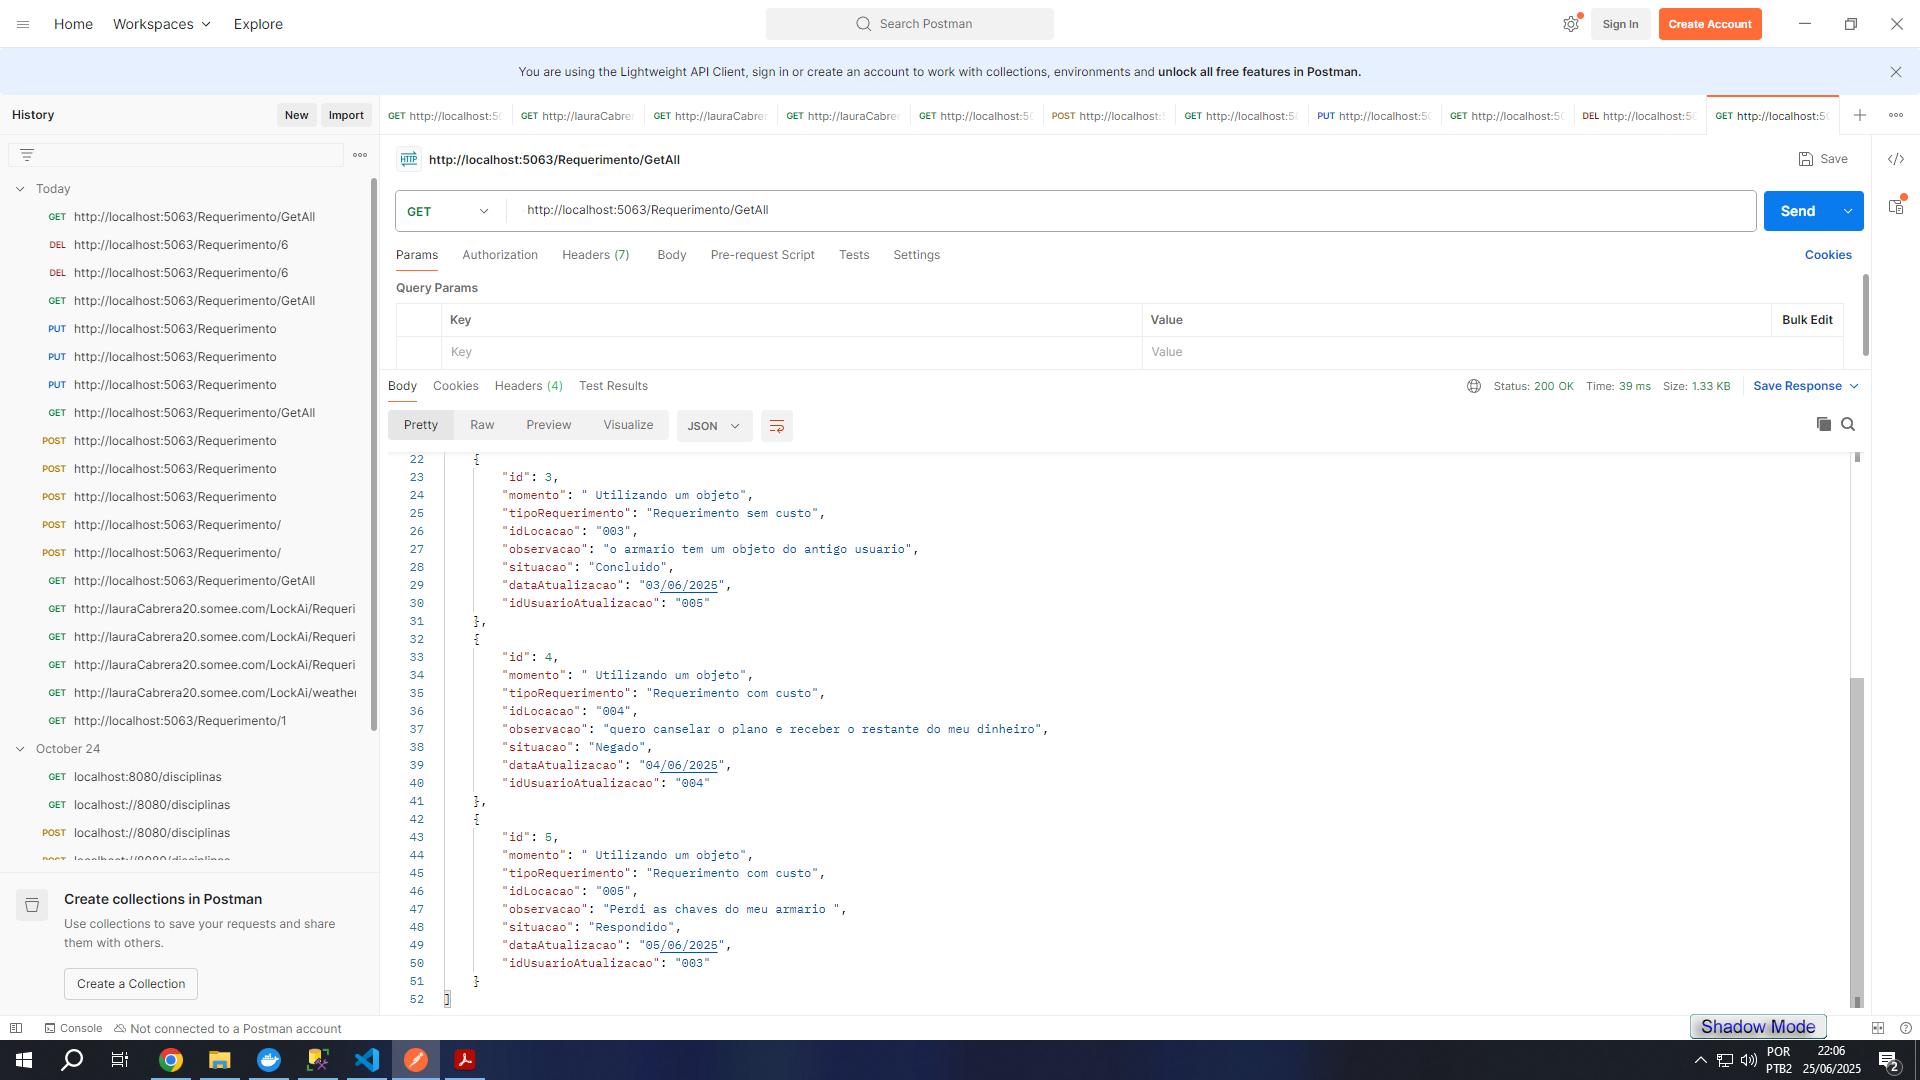 Home Workspaces Explore
Search Postman
Sign In Create Account
You are using the Lightweight API Client, sign in or create an account to work with collections, environments and unlock all free features in Postman.
History New Import
GET http://localhost:50 GET http://lauraCabrer GET http://lauraCabrer GET http://lauraCabrer GET http://localhost:50 POST http://localhost:5 GET http://localhost:50 PUT http://localhost:50 GET http://localhost:50 DEL http://localhost:50 GET http://localhost:50
Today
GET http://localhost:5063/Requerimento/GetAll
DEL http://localhost:5063/Requerimento/6
DEL http://localhost:5063/Requerimento/6
GET http://localhost:5063/Requerimento/GetAll
PUT http://localhost:5063/Requerimento
PUT http://localhost:5063/Requerimento
PUT http://localhost:5063/Requerimento
GET http://localhost:5063/Requerimento/GetAll
POST http://localhost:5063/Requerimento
POST http://localhost:5063/Requerimento
POST http://localhost:5063/Requerimento
POST http://localhost:5063/Requerimento/
POST http://localhost:5063/Requerimento/
GET http://localhost:5063/Requerimento/GetAll
GET http://lauraCabrera20.somee.com/LockAi/Requeri
GET http://lauraCabrera20.somee.com/LockAi/Requeri
GET http://lauraCabrera20.somee.com/LockAi/Requeri
GET http://lauraCabrera20.somee.com/LockAi/weather
GET http://localhost:5063/Requerimento/1
October 24
GET localhost:8080/disciplinas
GET localhost://8080/disciplinas
POST localhost://8080/disciplinas
POST localhost://8080/disciplinas
Create collections in Postman
Use collections to save your requests and share
them with others.
Create a Collection
HTTP http://localhost:5063/Requerimento/GetAll
Save
GET http://localhost:5063/Requerimento/GetAll
Send
Params Authorization Headers (7) Body Pre-request Script Tests Settings Cookies
Query Params
Key Value Bulk Edit
Key Value
Body Cookies Headers (4) Test Results
Status: 200 OK Time: 39 ms Size: 1.33 KB Save Response
Pretty Raw Preview Visualize JSON
22 {
23 "id": 3,
24 "momento": " Utilizando um objeto",
25 "tipoRequerimento": "Requerimento sem custo",
26 "idLocacao": "003",
27 "observacao": "o armario tem um objeto do antigo usuario",
28 "situacao": "Concluido",
29 "dataAtualizacao": "03/06/2025",
30 "idUsuarioAtualizacao": "005"
31 },
32 {
33 "id": 4,
34 "momento": " Utilizando um objeto",
35 "tipoRequerimento": "Requerimento com custo",
36 "idLocacao": "004",
37 "observacao": "quero canselar o plano e receber o restante do meu dinheiro",
38 "situacao": "Negado",
39 "dataAtualizacao": "04/06/2025",
40 "idUsuarioAtualizacao": "004"
41 },
42 {
43 "id": 5,
44 "momento": " Utilizando um objeto",
45 "tipoRequerimento": "Requerimento com custo",
46 "idLocacao": "005",
47 "observacao": "Perdi as chaves do meu armario ",
48 "situacao": "Respondido",
49 "dataAtualizacao": "05/06/2025",
50 "idUsuarioAtualizacao": "003"
51 }
52 ]
Console Not connected to a Postman account
Shadow Mode
POR
PTB2
22:06
25/06/2025
2